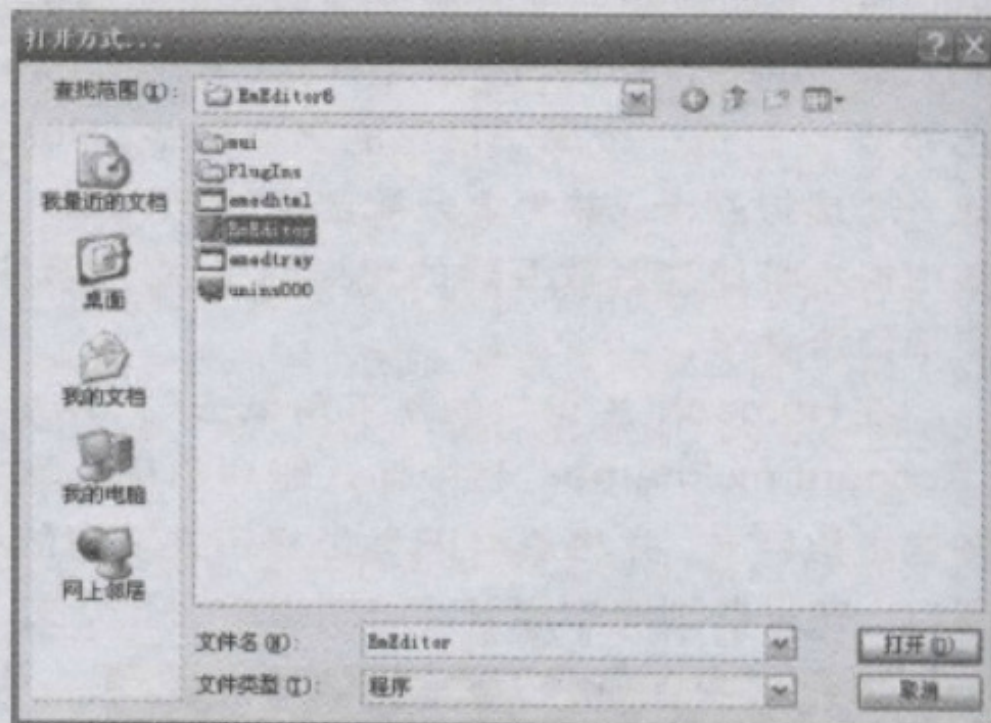 打开方式...
查找范围(I):
EmEditor6
我最近的文档
桌面
我的文档
我的电脑
网上邻居
mui
PlugIns
emedhtml
EmEditor
emedtray
unins000
文件名(N):
EmEditor
打开(O)
文件类型(T):
程序
取消